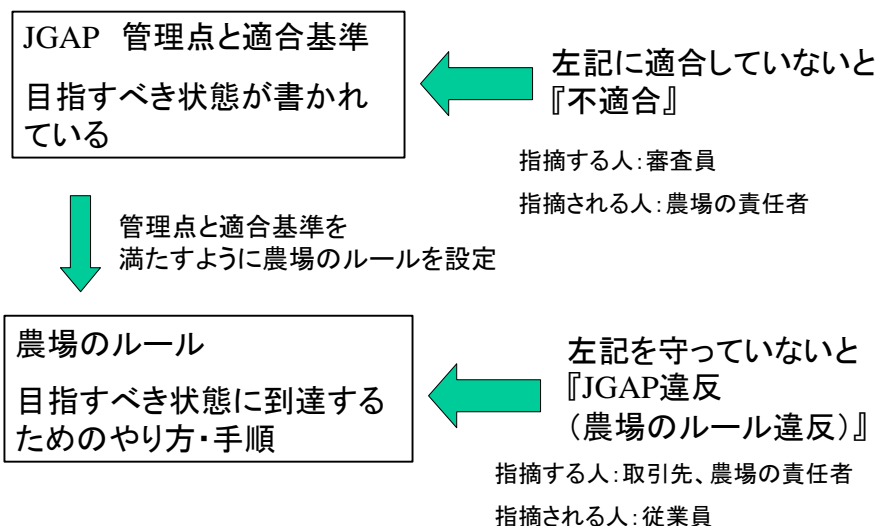 JGAP 管理点と適合基準
目指すべき状態が書かれ
ている
左記に適合していないと
『不適合』
指摘する人:審査員
指摘される人:農場の責任者
管理点と適合基準を
満たすように農場のルールを設定
農場のルール
目指すべき状態に到達する
ためのやり方・手順
左記を守っていないと
『JGAP違反
(農場のルール違反)』
指摘する人:取引先、農場の責任者
指摘される人:従業員